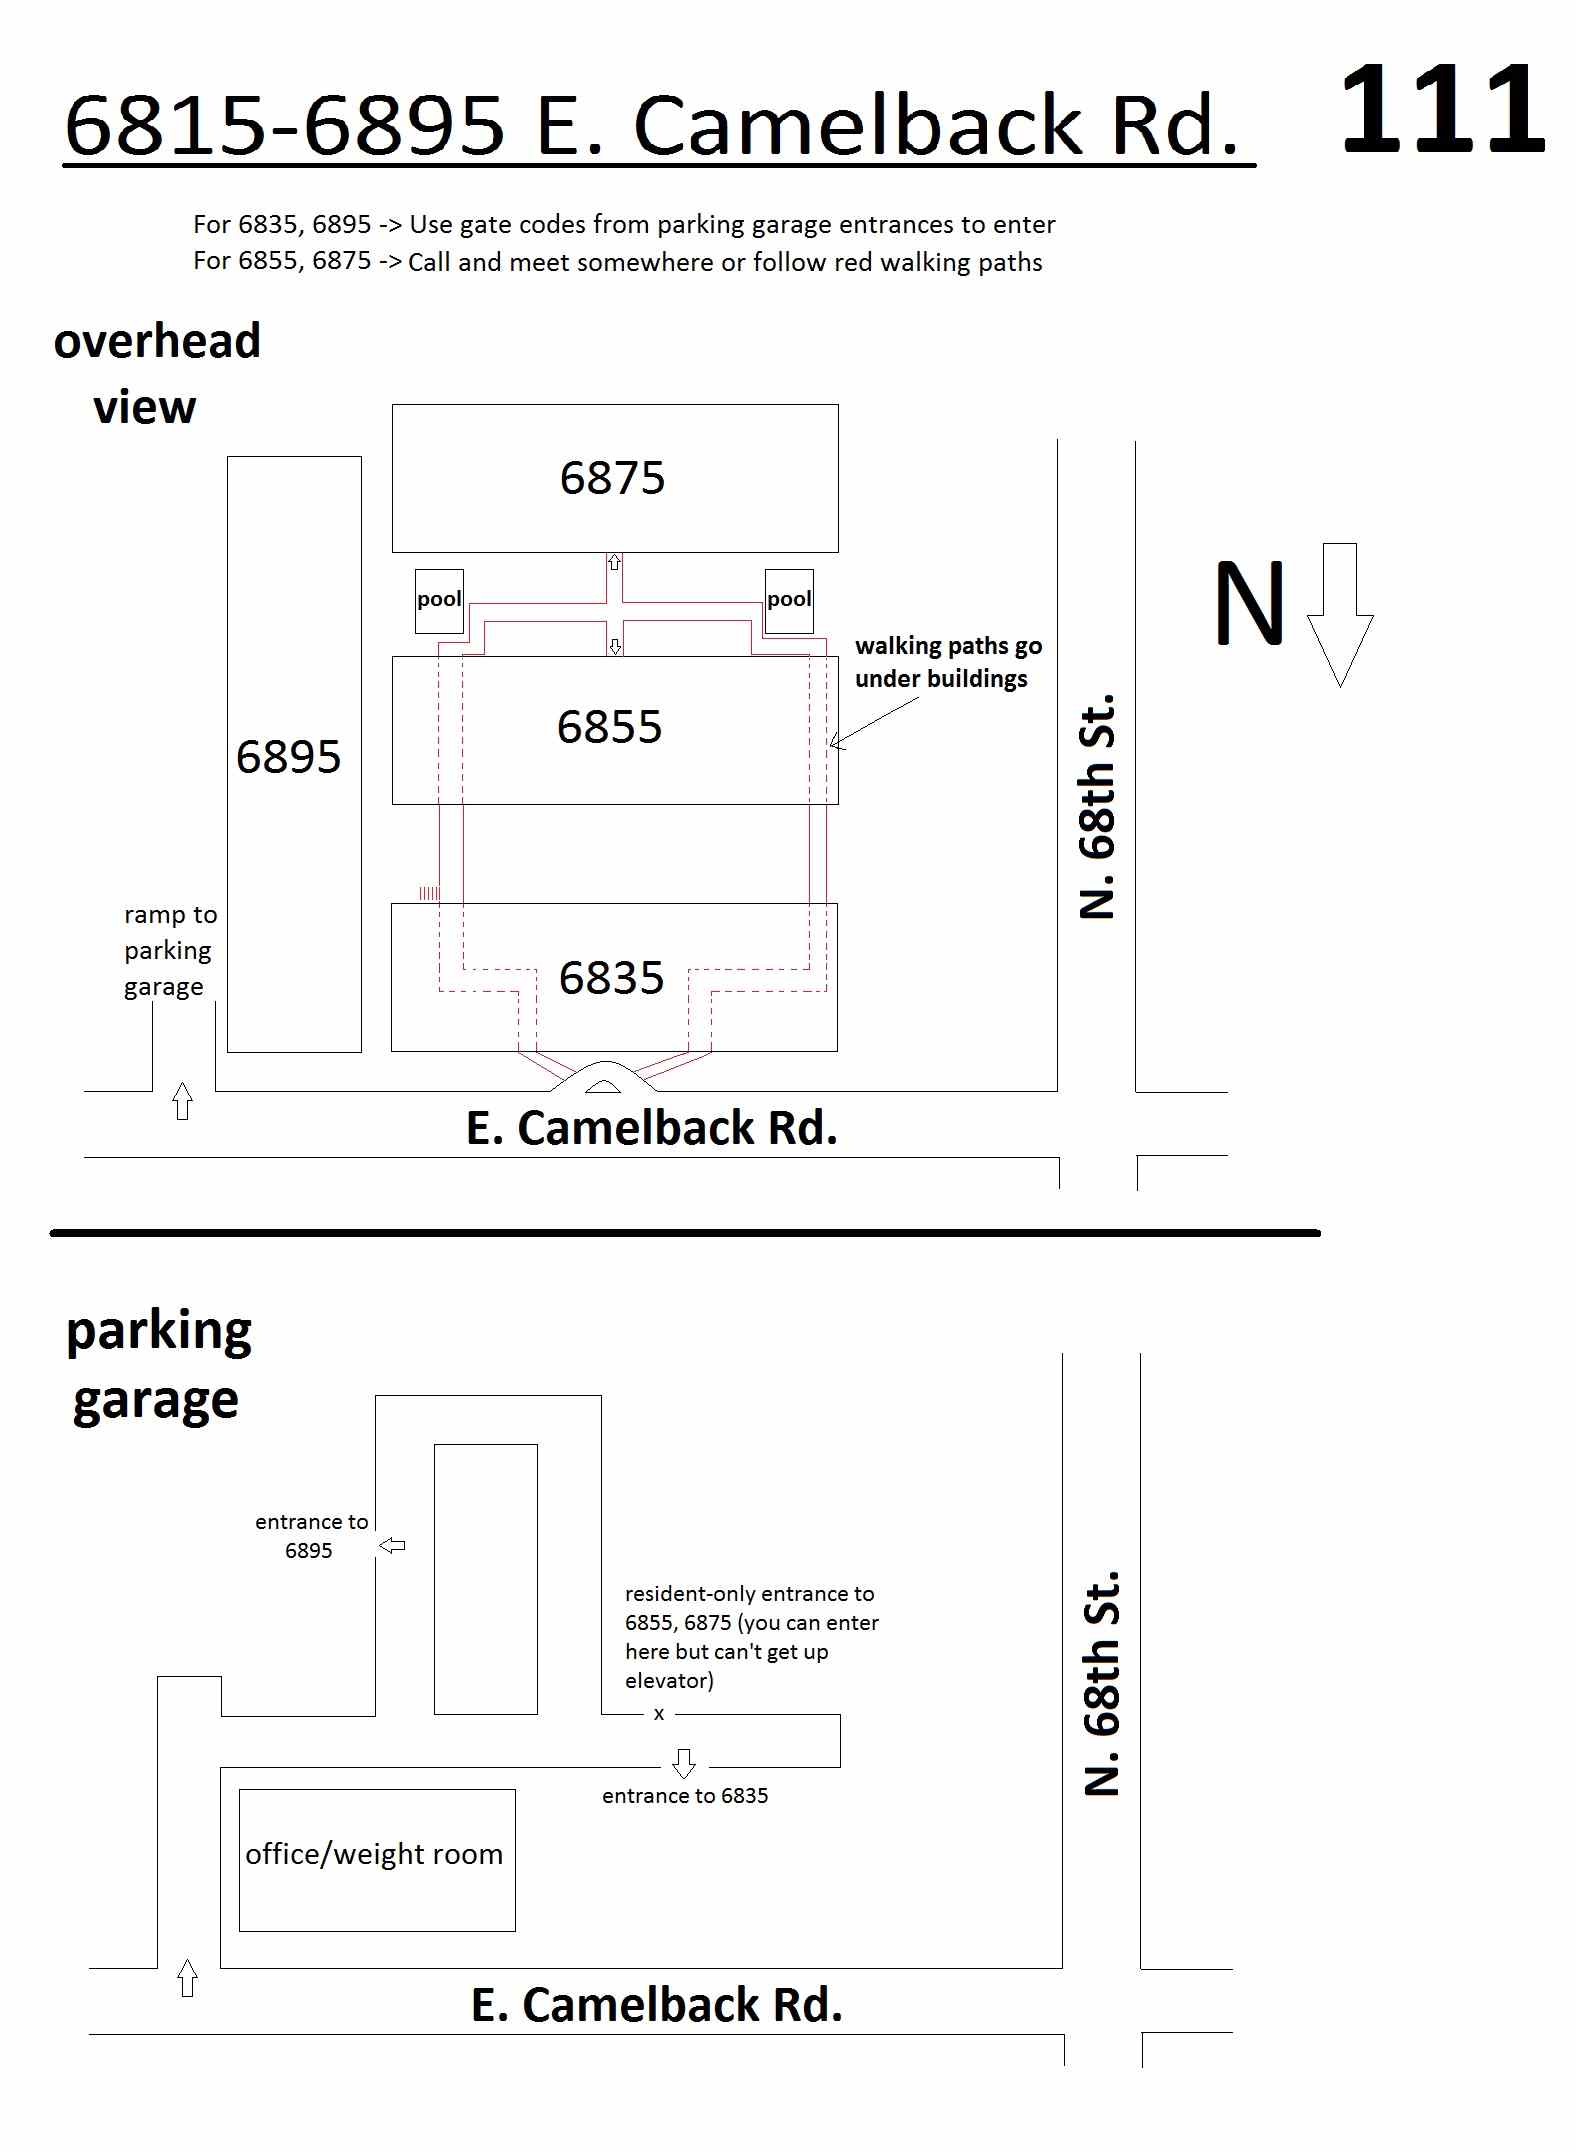 6815-6895 E. Camelback Rd.
111
For 6835, 6895 -> Use gate codes from parking garage entrances to enter
For 6855, 6875 -> Call and meet somewhere or follow red walking paths
overhead
view
6875
pool
pool
walking paths go
under buildings
N
6855
6895
N. 68th St.
ramp to
parking
garage
6835
E. Camelback Rd.
parking
garage
entrance to
6895
resident-only entrance to
6855, 6875 (you can enter
here but can't get up
elevator)
x
N. 68th St.
entrance to 6835
office/weight room
E. Camelback Rd.